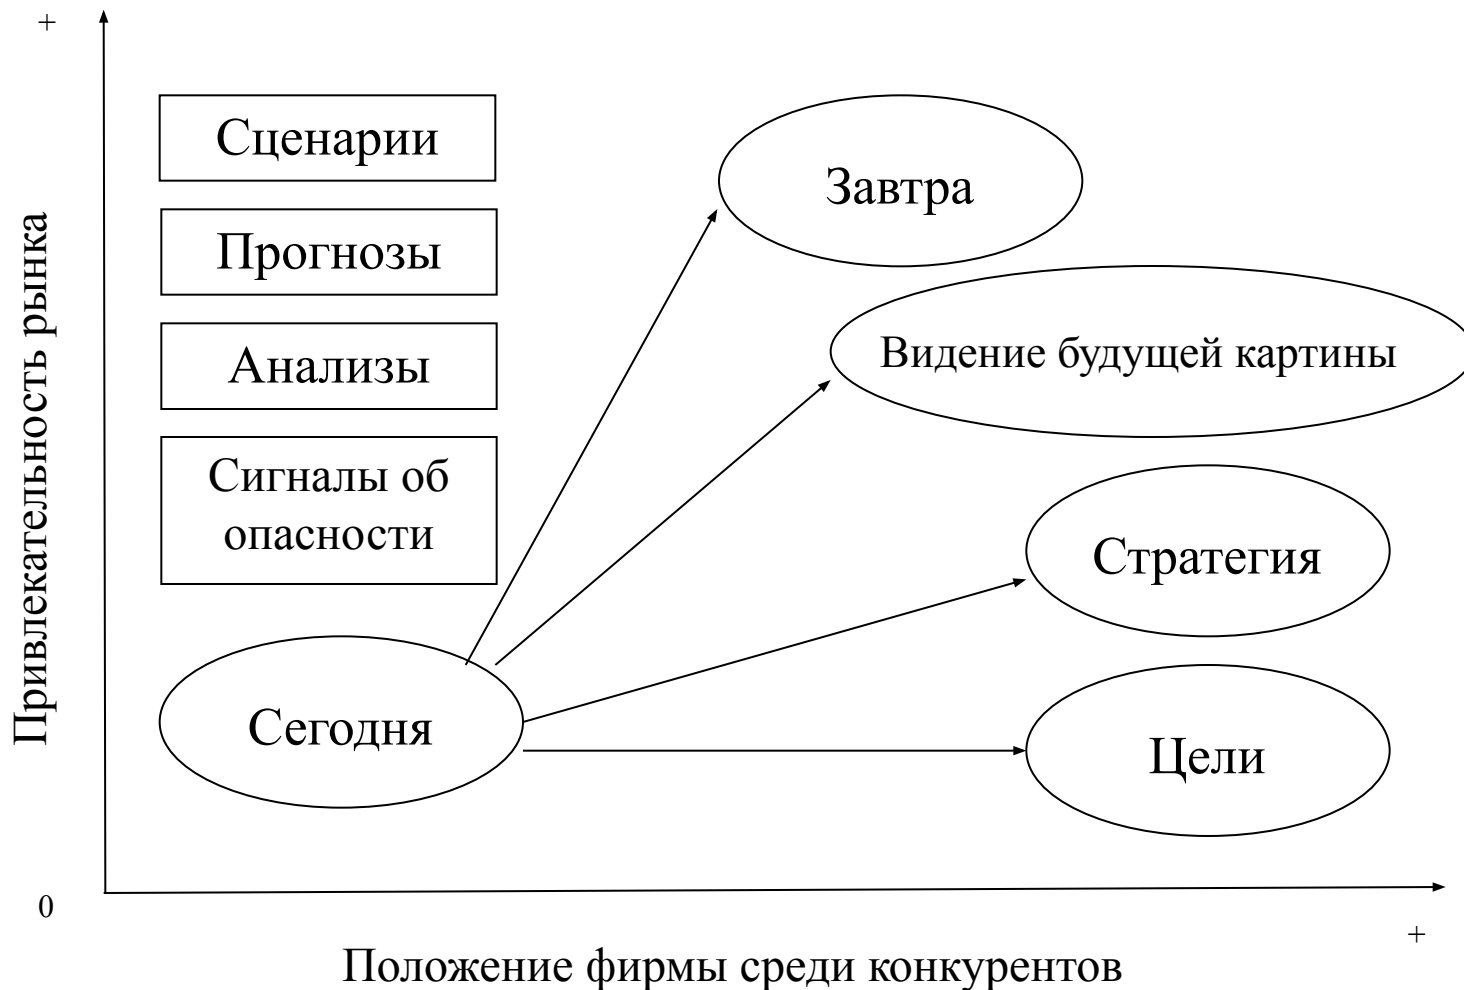 +
Привлекательность рынка
Сценарии
Прогнозы
Анализы
Сигналы об
опасности
Сегодня
Завтра
Видение будущей картины
Стратегия
Цели
0
+
Положение фирмы среди конкурентов